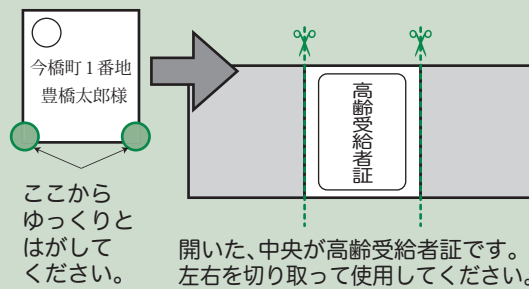 今橋町1番地
豊橋太郎様
高齢受給者証
ここから
ゆっくりと
はがして
ください。
開いた、中央が高齢受給者証です。
左右を切り取って使用してください。